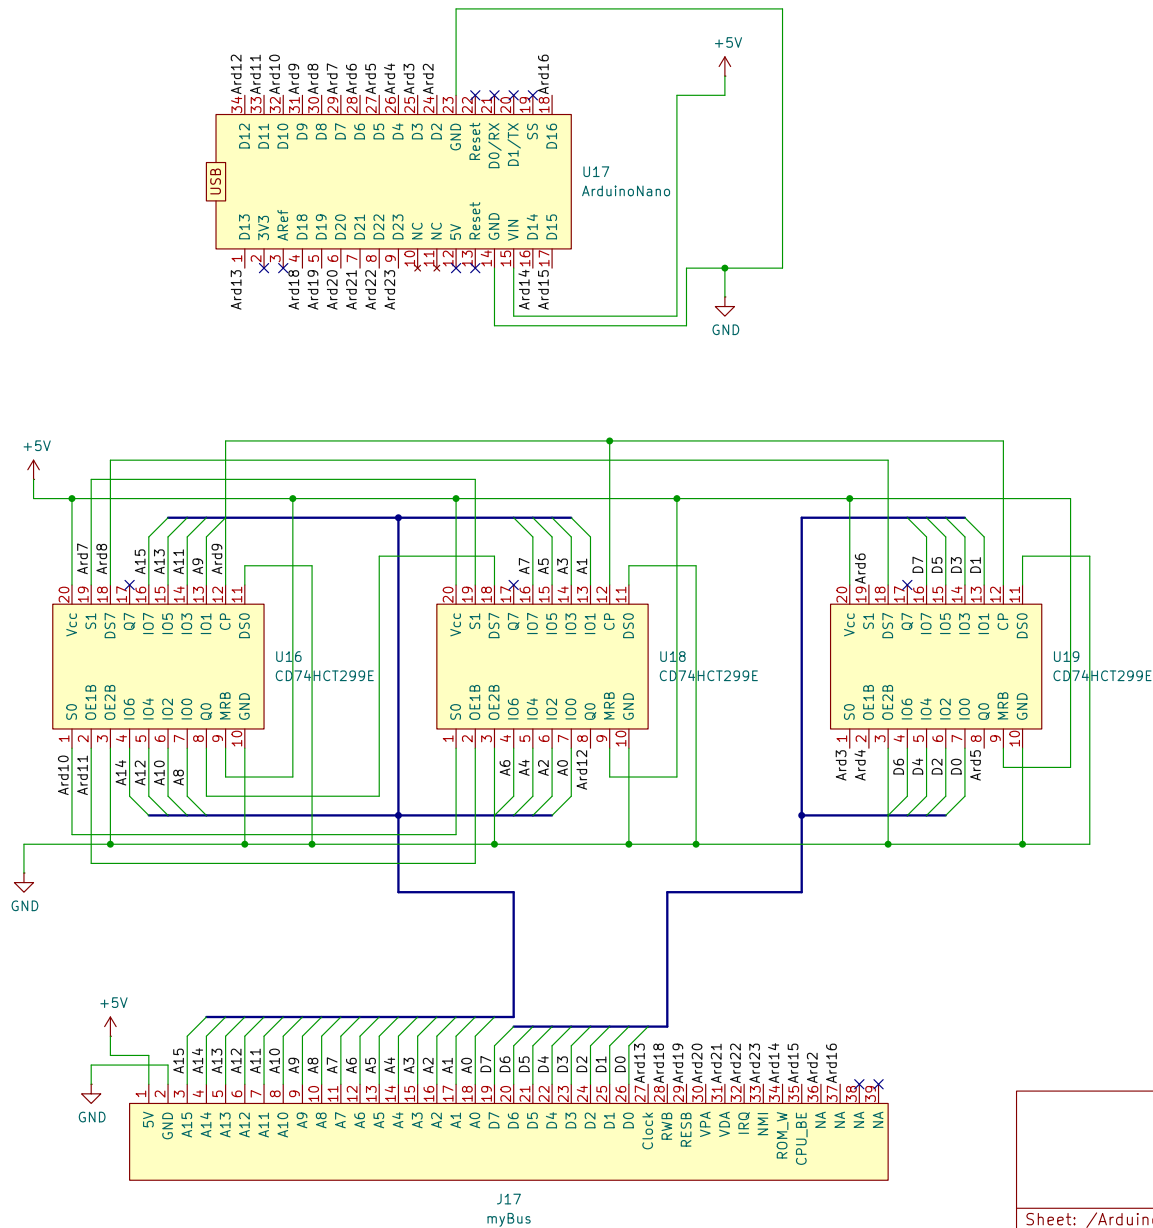 +5V
Ard12 Ard11 Ard10 Ard9 Ard8 Ard7 Ard6 Ard5 Ard4 Ard3 Ard2 Ard16
34 33 32 31 30 29 28 27 26 25 24 23 22 21 20 19 18
D12 D11 D10 D9 D8 D7 D6 D5 D4 D3 D2 GND Reset D0/RX D1/TX SS D16
USB
U17
ArduinoNano
D13 3V3 ARef D18 D19 D20 D21 D22 D23 NC NC 5V Reset GND VIN D14 D15
1 2 3 4 5 6 7 8 9 10 11 12 13 14 15 16 17
Ard13 Ard18 Ard19 Ard20 Ard21 Ard22 Ard23 Ard14 Ard15
GND
+5V
Ard7 Ard8 A15 A13 A11 A9 Ard9
20 19 18 17 16 15 14 13 12 11
Vcc S1 DS7 Q7 IO7 IO5 IO3 IO1 CP DS0
U16
CD74HCT299E
S0 OE1B OE2B IO6 IO4 IO2 IO0 Q0 MRB GND
1 2 3 4 5 6 7 8 9 10
Ard10 Ard11 A14 A12 A10 A8
A7 A5 A3 A1
20 19 18 17 16 15 14 13 12 11
Vcc S1 DS7 Q7 IO7 IO5 IO3 IO1 CP DS0
U18
CD74HCT299E
S0 OE1B OE2B IO6 IO4 IO2 IO0 Q0 MRB GND
1 2 3 4 5 6 7 8 9 10
A6 A4 A2 A0 Ard12
Ard6 D7 D5 D3 D1
20 19 18 17 16 15 14 13 12 11
Vcc S1 DS7 Q7 IO7 IO5 IO3 IO1 CP DS0
U19
CD74HCT299E
S0 OE1B OE2B IO6 IO4 IO2 IO0 Q0 MRB GND
1 2 3 4 5 6 7 8 9 10
Ard3 Ard4 D6 D4 D2 D0 Ard5
GND
+5V
GND
A15 A14 A13 A12 A11 A10 A9 A8 A7 A6 A5 A4 A3 A2 A1 A0 D7 D6 D5 D4 D3 D2 D1 D0 Ard13 Ard18 Ard19 Ard20 Ard21 Ard22 Ard23 Ard14 Ard15 Ard2 Ard16
1 2 3 4 5 6 7 8 9 10 11 12 13 14 15 16 17 18 19 20 21 22 23 24 25 26 27 28 29 30 31 32 33 34 35 36 37 38 39
5V GND A15 A14 A13 A12 A11 A10 A9 A8 A7 A6 A5 A4 A3 A2 A1 A0 D7 D6 D5 D4 D3 D2 D1 D0 Clock RWB RESB VPA VDA IRQ NMI ROM_W CPU_BE NA NA NA NA
J17
myBus
Sheet: /Arduin